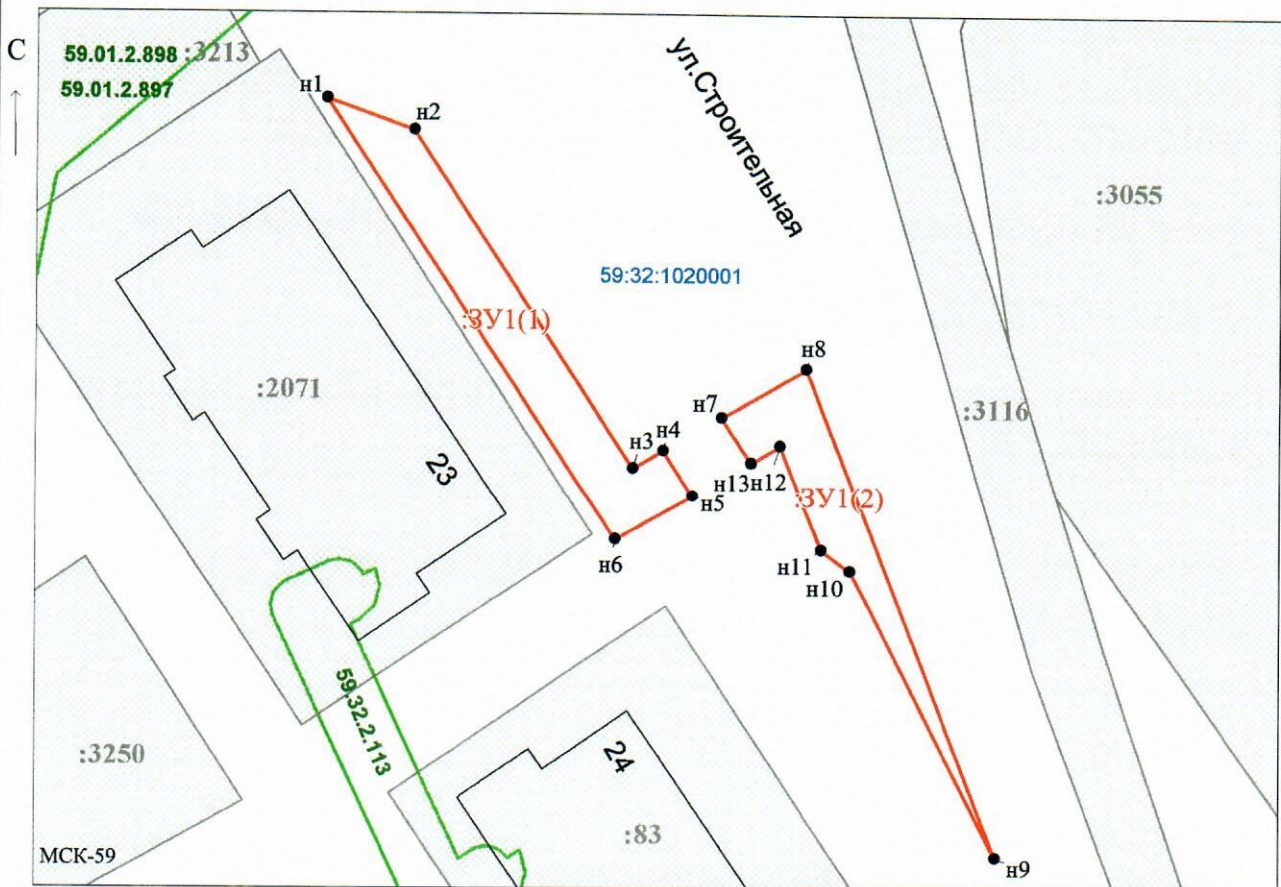 С
59.01.2.898
:3213
59.01.2.897
н1
н2
ул.Строительная
:3055
59:32:1020001
:ЗУ1(1)
н8
:2071
н7
:3116
н4
н3
23
н13
н12
:ЗУ1(2)
н5
н6
н11
н10
59.32.2.113
24
:3250
:83
МСК-59
н9